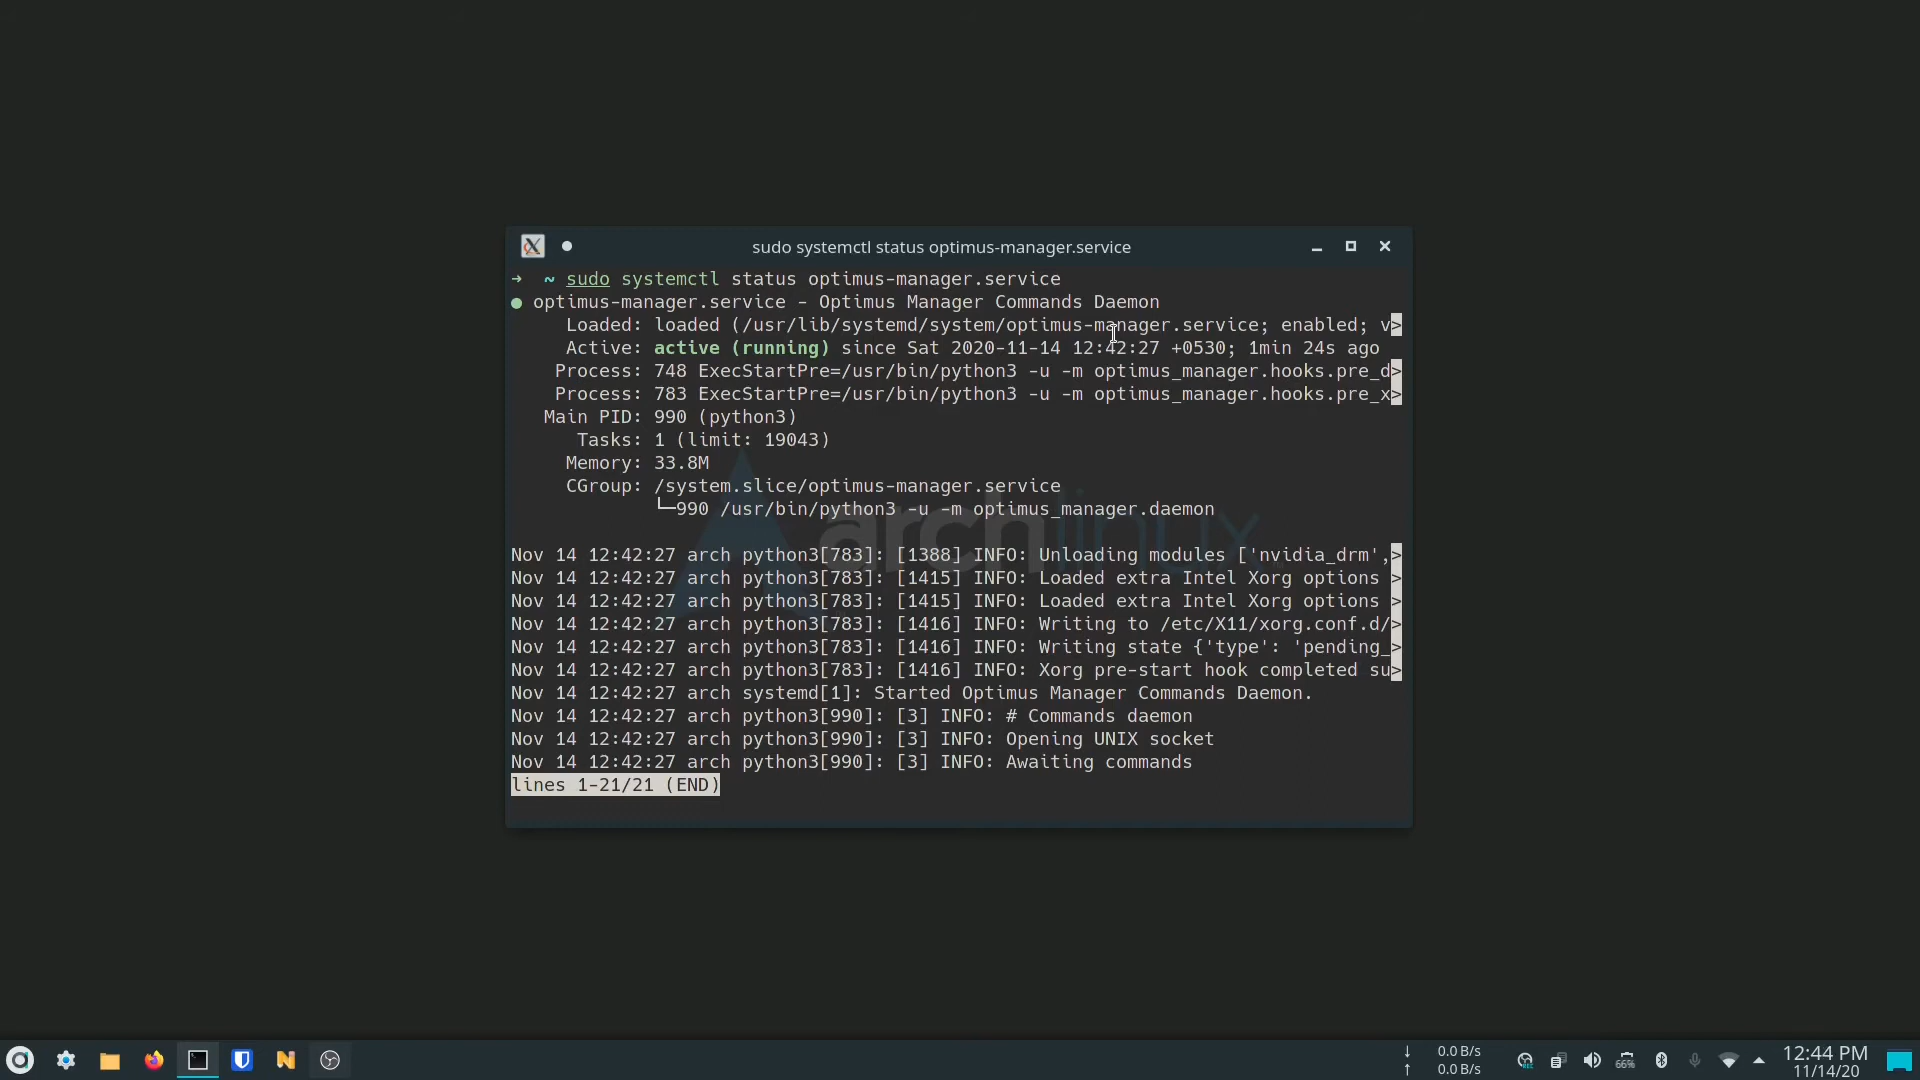 sudo systemctl status optimus-manager.service
→ ~ sudo systemctl status optimus-manager.service
● optimus-manager.service - Optimus Manager Commands Daemon
Loaded: loaded (/usr/lib/systemd/system/optimus-manager.service; enabled; v>
Active: active (running) since Sat 2020-11-14 12:42:27 +0530; 1min 24s ago
Process: 748 ExecStartPre=/usr/bin/python3 -u -m optimus_manager.hooks.pre_d>
Process: 783 ExecStartPre=/usr/bin/python3 -u -m optimus_manager.hooks.pre_x>
Main PID: 990 (python3)
Tasks: 1 (limit: 19043)
Memory: 33.8M
CGroup: /system.slice/optimus-manager.service
└─990 /usr/bin/python3 -u -m optimus_manager.daemon
archlinux
Nov 14 12:42:27 arch python3[783]: [1388] INFO: Unloading modules ['nvidia_drm',>
Nov 14 12:42:27 arch python3[783]: [1415] INFO: Loaded extra Intel Xorg options >
Nov 14 12:42:27 arch python3[783]: [1415] INFO: Loaded extra Intel Xorg options >
Nov 14 12:42:27 arch python3[783]: [1416] INFO: Writing to /etc/X11/xorg.conf.d/>
Nov 14 12:42:27 arch python3[783]: [1416] INFO: Writing state {'type': 'pending_>
Nov 14 12:42:27 arch python3[783]: [1416] INFO: Xorg pre-start hook completed su>
Nov 14 12:42:27 arch systemd[1]: Started Optimus Manager Commands Daemon.
Nov 14 12:42:27 arch python3[990]: [3] INFO: # Commands daemon
Nov 14 12:42:27 arch python3[990]: [3] INFO: Opening UNIX socket
Nov 14 12:42:27 arch python3[990]: [3] INFO: Awaiting commands
lines 1-21/21 (END)
↓ 0.0 B/s
↑ 0.0 B/s
66%
12:44 PM
11/14/20